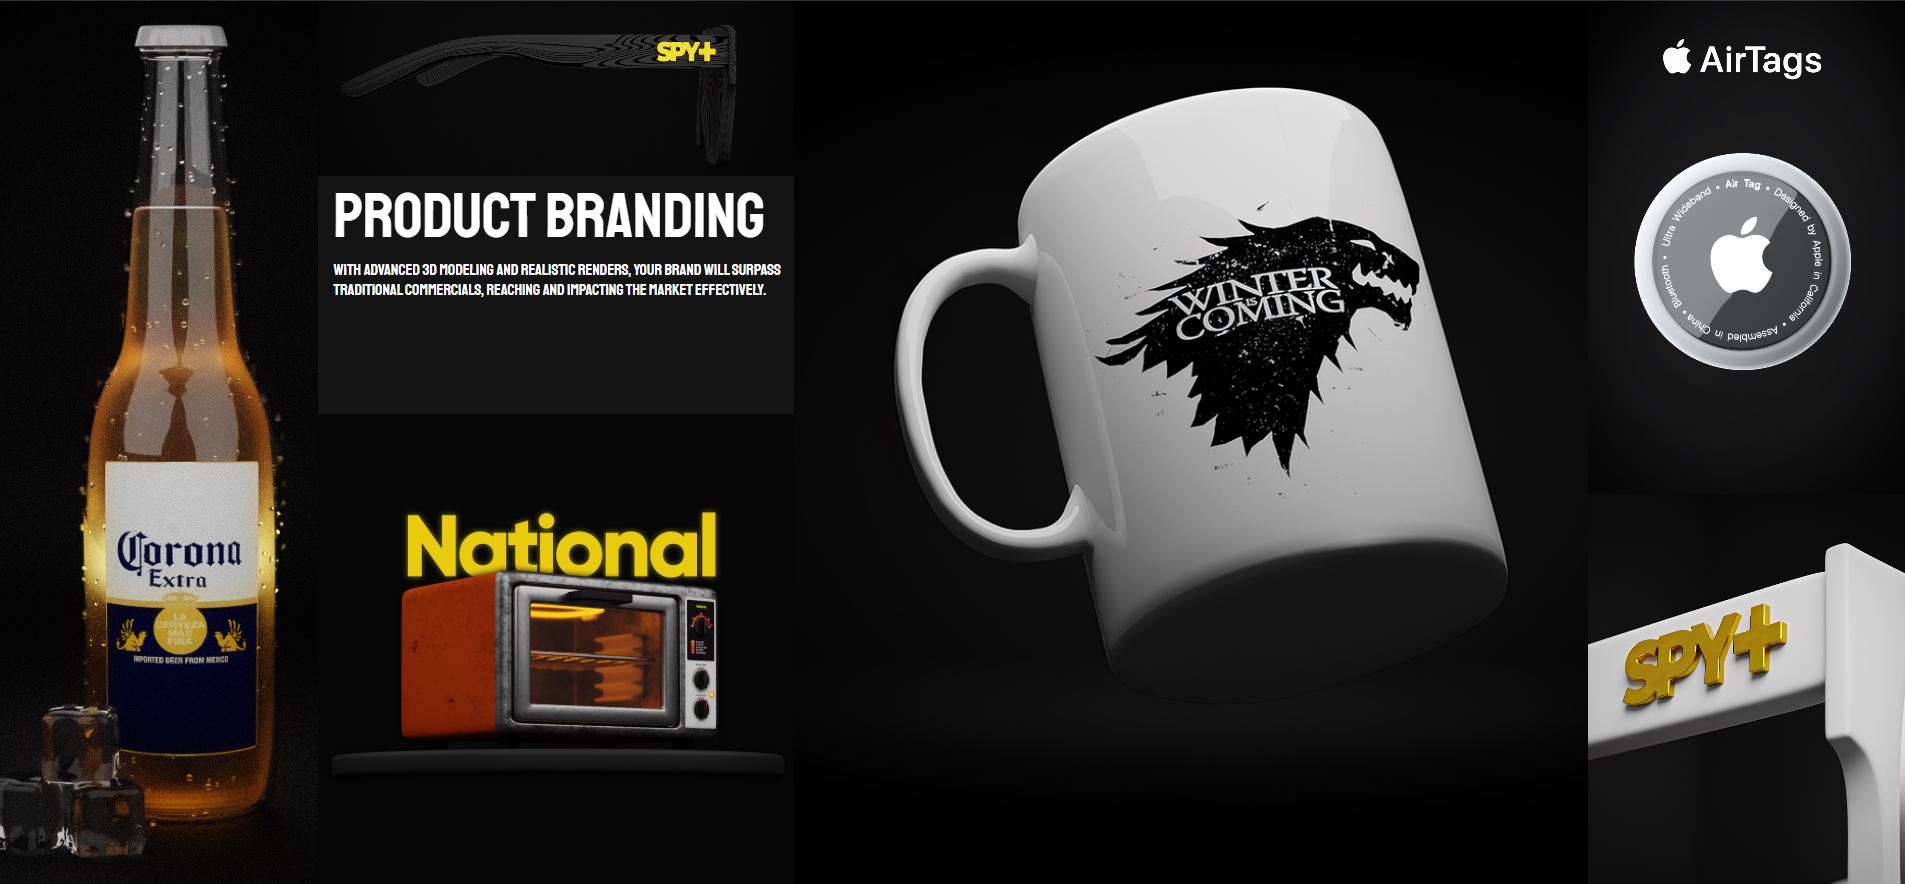 Corona
Extra
LA
CERVEZA
MAS
FINA
IMPORTED BEER FROM MEXICO
SPY+
PRODUCT BRANDING
WITH ADVANCED 3D MODELING AND REALISTIC RENDERS, YOUR BRAND WILL SURPASS
TRADITIONAL COMMERCIALS, REACHING AND IMPACTING THE MARKET EFFECTIVELY.
National
WINTER
IS
COMING
AirTags
Air Tag • Designed by Apple in California • Assembled in China • Bluetooth • Ultra Wideband •
SPY+